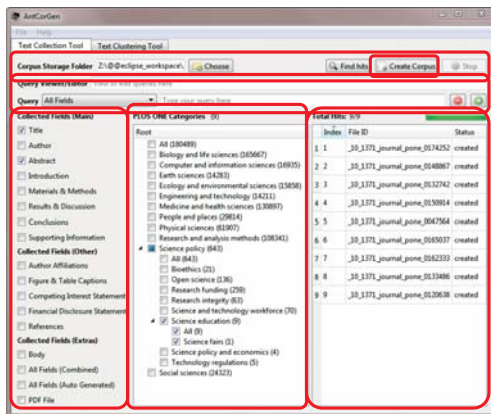 AntCorGen
File Help
Text Collection Tool Text Clustering Tool
Corpus Storage Folder Z:\@@eclipse_workspace\. Choose Find hits Create Corpus Stop
Query Viewer/Editor View or edit queries here
Query All Fields Type your query here
Collected Fields (Main)
Title
Author
Abstract
Introduction
Materials & Methods
Results & Discussion
Conclusions
Supporting Information
Collected Fields (Other)
Author Affiliations
Figure & Table Captions
Competing Interest Statement
Financial Disclosure Statement
References
Collected Fields (Extras)
Body
All Fields (Combined)
All Fields (Auto Generated)
PDF File
PLOS ONE Categories (9)
Root
All (180489)
Biology and life sciences (165667)
Computer and information sciences (16935)
Earth sciences (14283)
Ecology and environmental sciences (15858)
Engineering and technology (14211)
Medicine and health sciences (130897)
People and places (29814)
Physical sciences (61907)
Research and analysis methods (108341)
Science policy (643)
All (643)
Bioethics (21)
Open science (136)
Research funding (259)
Research integrity (63)
Science and technology workforce (70)
Science education (9)
All (9)
Science fairs (1)
Science policy and economics (4)
Technology regulations (5)
Social sciences (24323)
Total Hits: 9/9
Index File ID Status
1 1 _10_1371_journal_pone_0174252 created
2 2 _10_1371_journal_pone_0148867 created
3 3 _10_1371_journal_pone_0132742 created
4 4 _10_1371_journal_pone_0150914 created
5 5 _10_1371_journal_pone_0047564 created
6 6 _10_1371_journal_pone_0165037 created
7 7 _10_1371_journal_pone_0162333 created
8 8 _10_1371_journal_pone_0133486 created
9 9 _10_1371_journal_pone_0120638 created